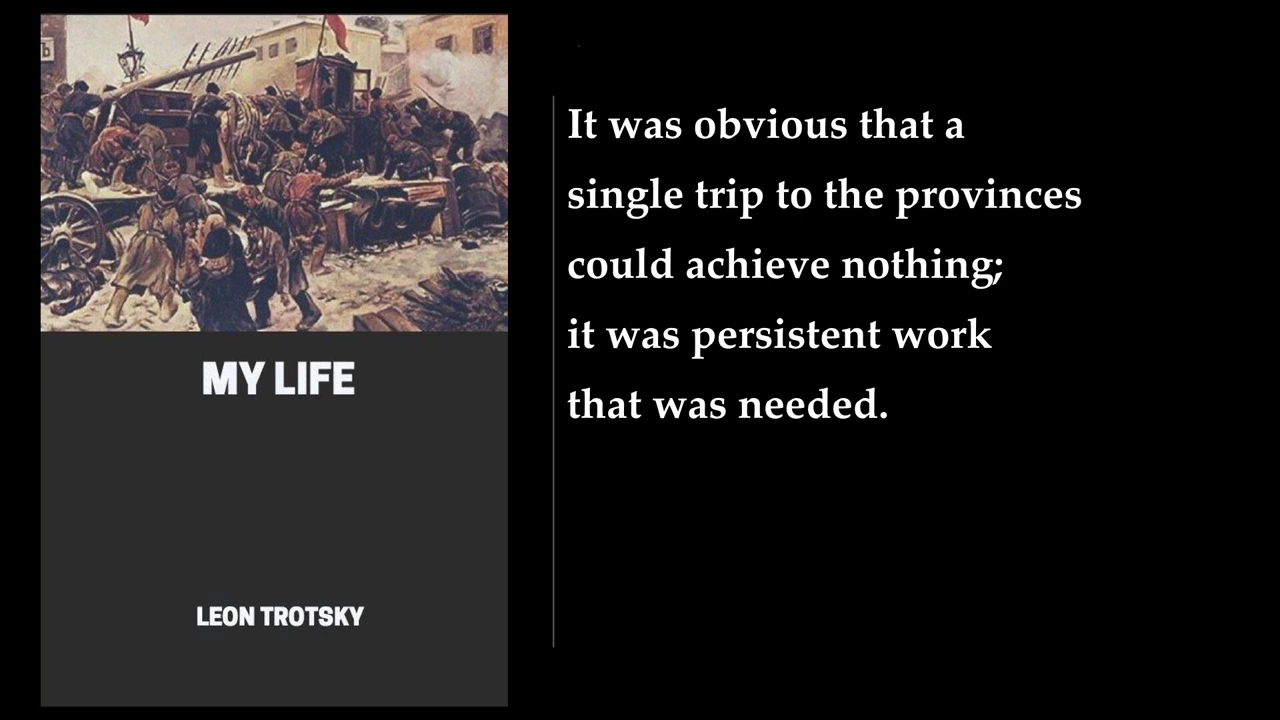 Ъ
MY LIFE
LEON TROTSKY
It was obvious that a
single trip to the provinces
could achieve nothing;
it was persistent work
that was needed.